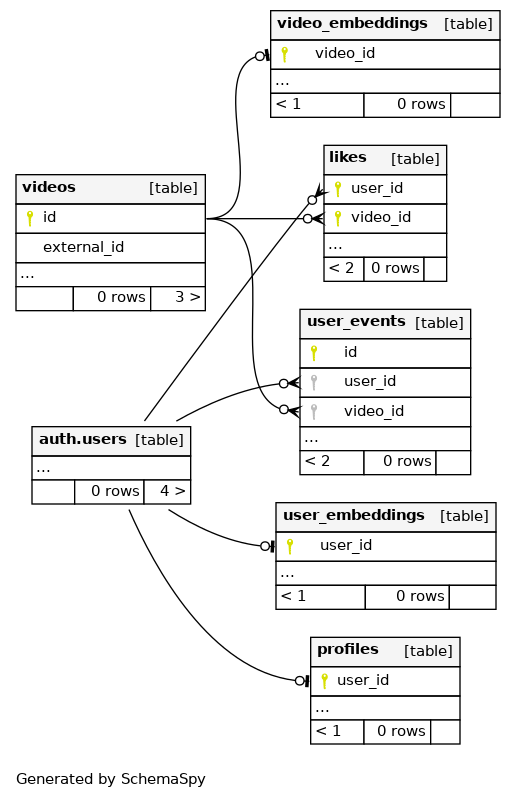 video_embeddings [table]
video_id
...
< 1 0 rows
likes [table]
user_id
video_id
...
< 2 0 rows
videos [table]
id
external_id
...
0 rows 3 >
user_events [table]
id
user_id
video_id
...
< 2 0 rows
auth.users [table]
...
0 rows 4 >
user_embeddings [table]
user_id
...
< 1 0 rows
profiles [table]
user_id
...
< 1 0 rows
Generated by SchemaSpy